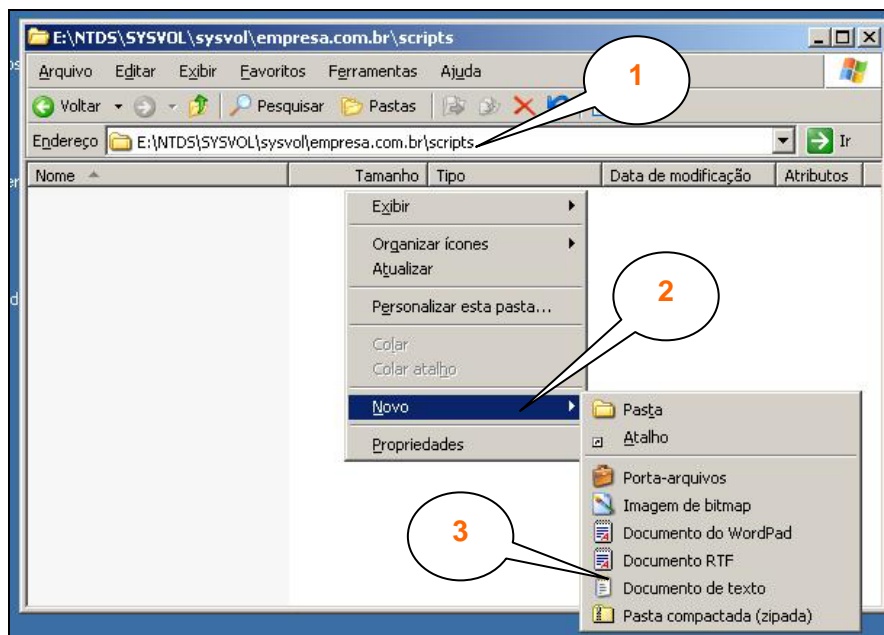 E:\NTDS\SYSVOL\sysvol\empresa.com.br\scripts
Arquivo Editar Exibir Favoritos Ferramentas Ajuda
1
Voltar Pesquisar Pastas
Endereço E:\NTDS\SYSVOL\sysvol\empresa.com.br\scripts Ir
Nome Tamanho Tipo Data de modificação Atributos
Exibir
Organizar ícones
Atualizar
2
Personalizar esta pasta...
Colar
Colar atalho
Novo
Pasta
Atalho
Propriedades
Porta-arquivos
Imagem de bitmap
3
Documento do WordPad
Documento RTF
Documento de texto
Pasta compactada (zipada)